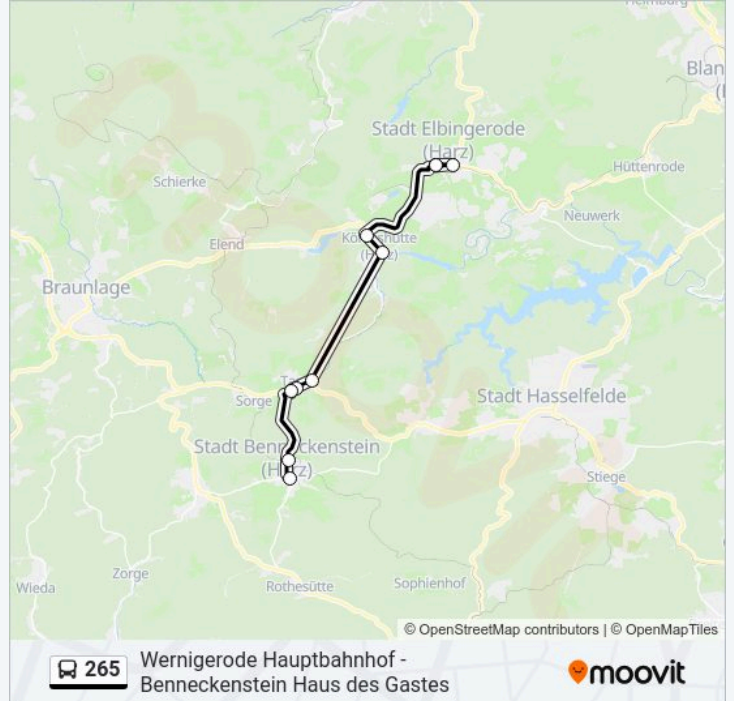 Heimburg
Blan
Stadt Elbingerode
(Harz)
Hüttenrode
Schierke
Neuwerk
Elend
(Harz)
Braunlage
Sorge
Stadt Hasselfelde
Stadt Benneckenstein
Stiege
Zorge
Wieda
Rothesütte
Sophienhof
© OpenStreetMap contributors | © OpenMapTiles
265
Wernigerode Hauptbahnhof -
Benneckenstein Haus des Gastes
moovit